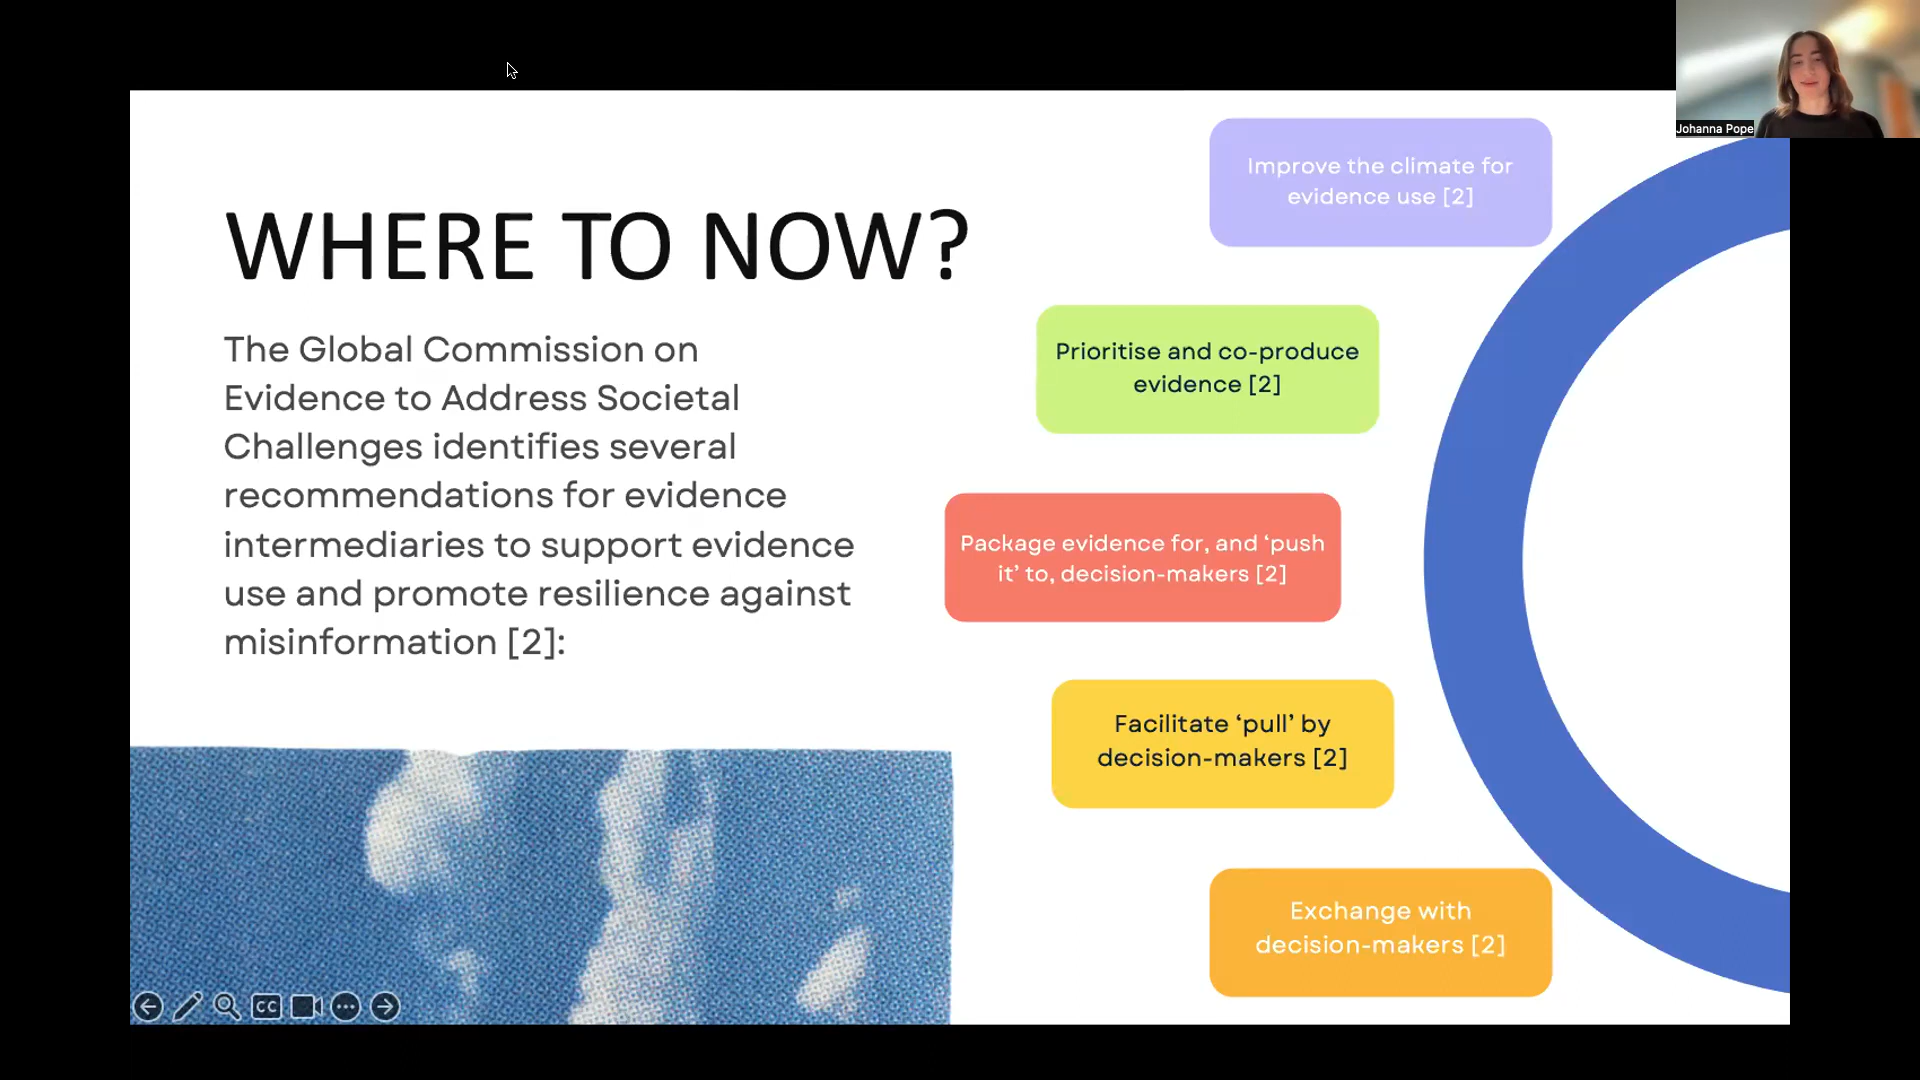 Johanna Pope
WHERE TO NOW?
The Global Commission on
Evidence to Address Societal
Challenges identifies several
recommendations for evidence
intermediaries to support evidence
use and promote resilience against
misinformation [2]:
Improve the climate for
evidence use [2]
Prioritise and co-produce
evidence [2]
Package evidence for, and ‘push
it’ to, decision-makers [2]
Facilitate ‘pull’ by
decision-makers [2]
Exchange with
decision-makers [2]
CC